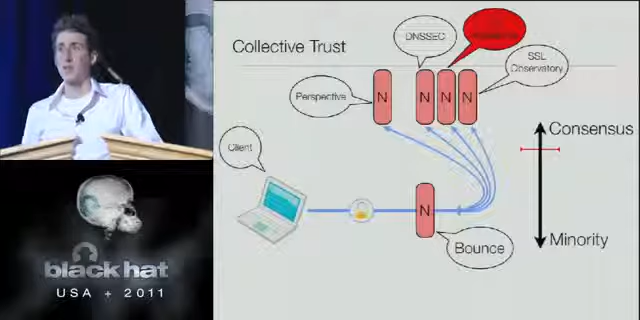 Collective Trust
DNSSEC
SSL
Observatory
Perspective
N
N
N
N
Client
Consensus
N
Bounce
Minority
black hat
USA + 2011